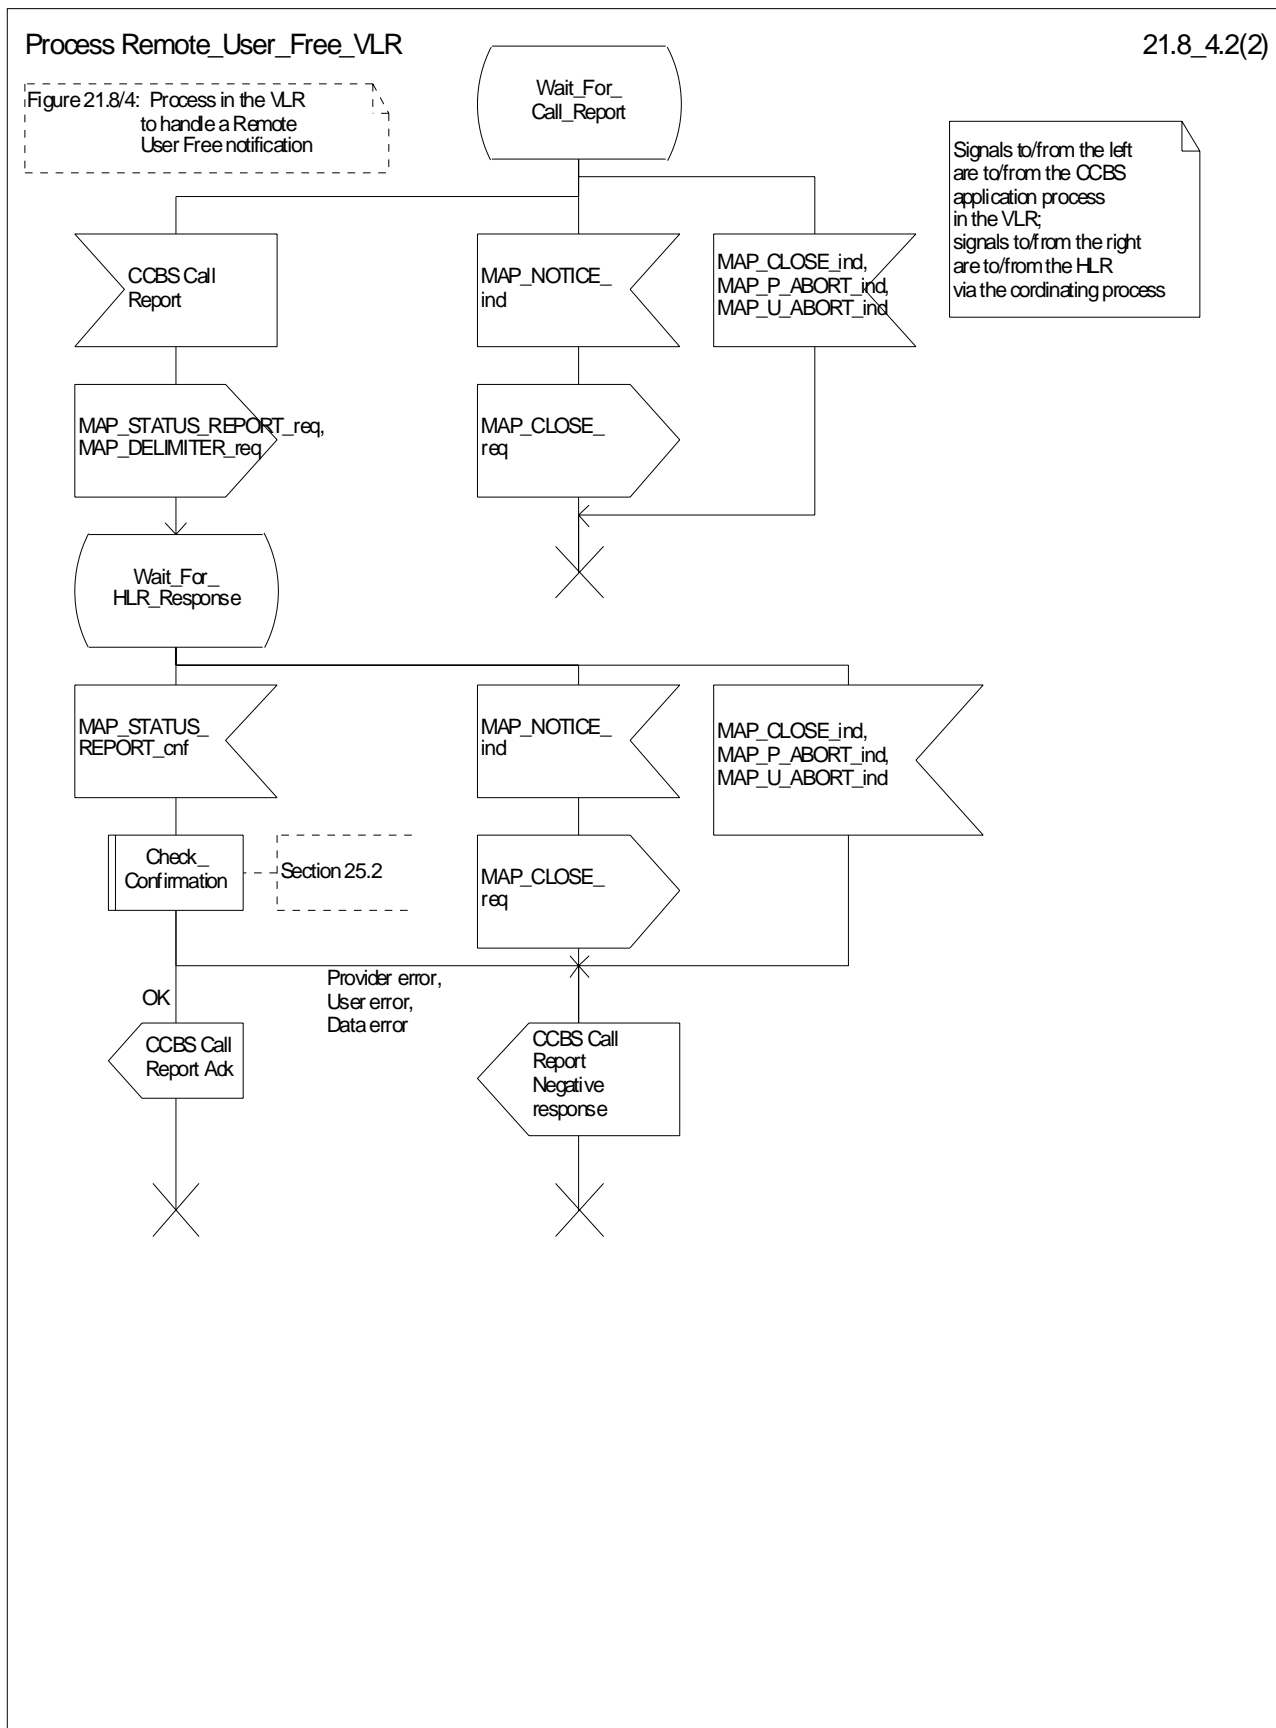 Process Remote_User_Free_VLR
21.8_4.2(2)
Figure 21.8/4: Process in the VLR
to handle a Remote
User Free notification
Wait_For_
Call_Report
Signals to/from the left
are to/from the CCBS
application process
in the VLR;
signals to/from the right
are to/from the HLR
via the cordinating process
CCBS Call
Report
MAP_NOTICE_
ind
MAP_CLOSE_ind,
MAP_P_ABORT_ind,
MAP_U_ABORT_ind
MAP_STATUS_REPORT_req,
MAP_DELIMITER_req
MAP_CLOSE_
req
Wait_For_
HLR_Response
MAP_STATUS_
REPORT_cnf
MAP_NOTICE_
ind
MAP_CLOSE_ind,
MAP_P_ABORT_ind,
MAP_U_ABORT_ind
Check_
Confirmation
Section 25.2
MAP_CLOSE_
req
Provider error,
User error,
Data error
OK
CCBS Call
Report Ack
CCBS Call
Report
Negative
response